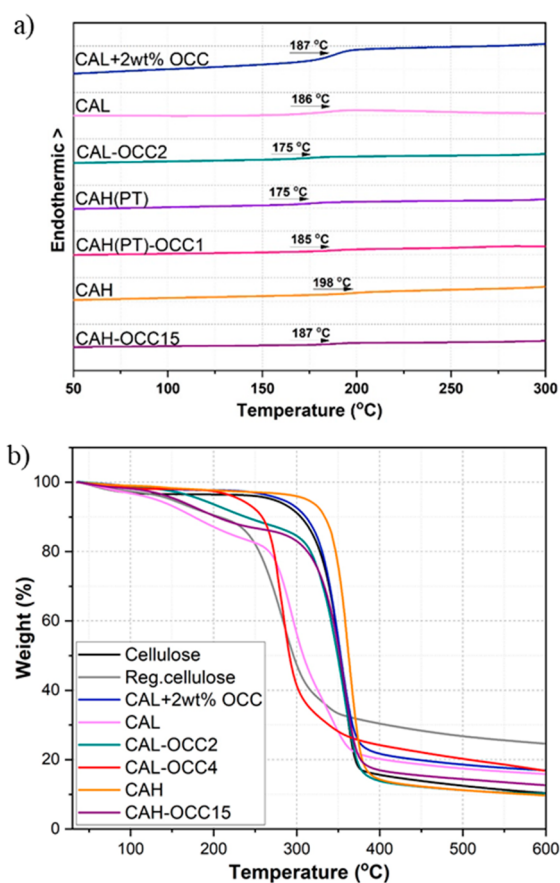 a)
187 °C
CAL+2wt% OCC
186 °C
CAL
175 °C
CAL-OCC2
175 °C
CAH(PT)
185 °C
CAH(PT)-OCC1
198 °C
CAH
187 °C
CAH-OCC15
Endothermic >
50 100 150 200 250 300
Temperature (°C)
b)
100
80
60
40
20
0
Weight (%)
Cellulose
Reg.cellulose
CAL+2wt% OCC
CAL
CAL-OCC2
CAL-OCC4
CAH
CAH-OCC15
100 200 300 400 500 600
Temperature (°C)